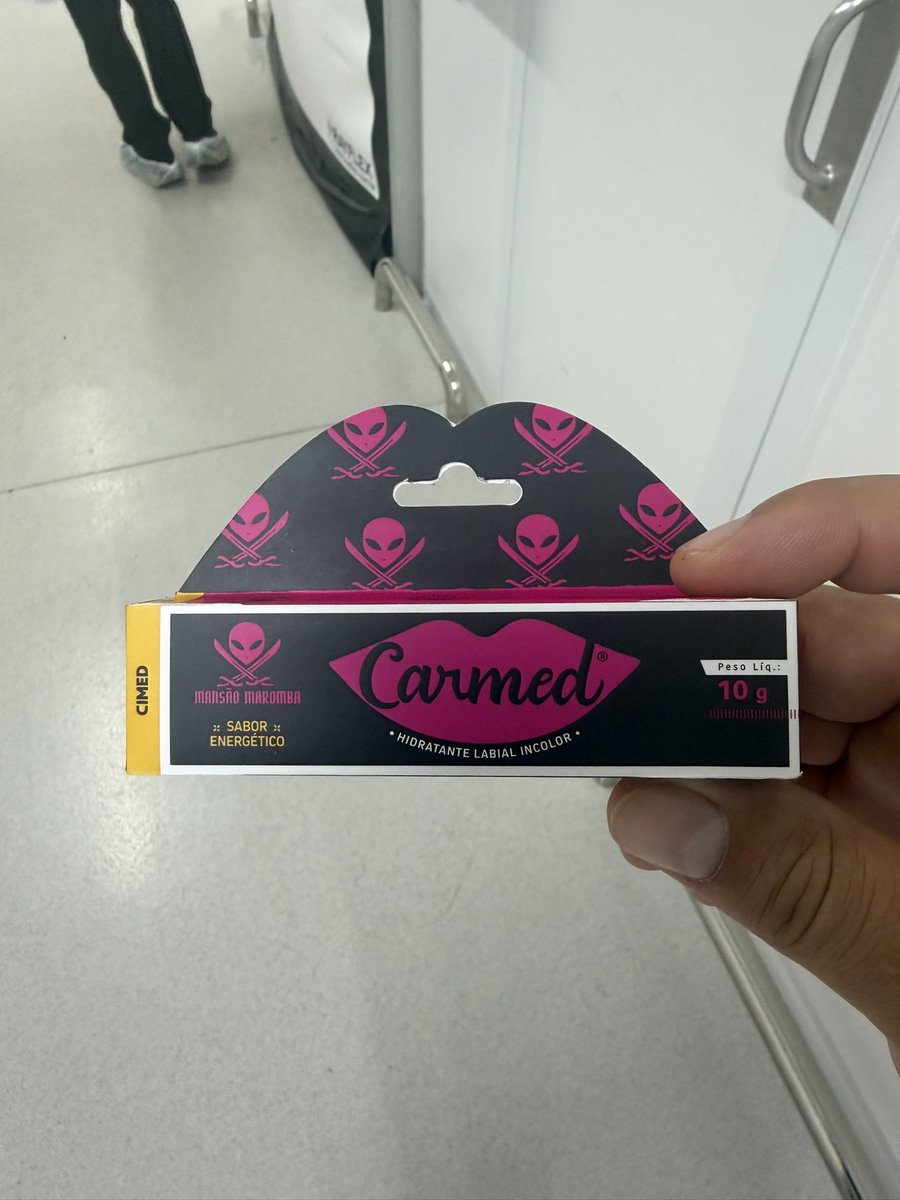 CIMED
MANSÃO MAROMBA
SABOR
ENERGÉTICO
Carmed®
• HIDRATANTE LABIAL INCOLOR •
Peso Líq.:
10 g